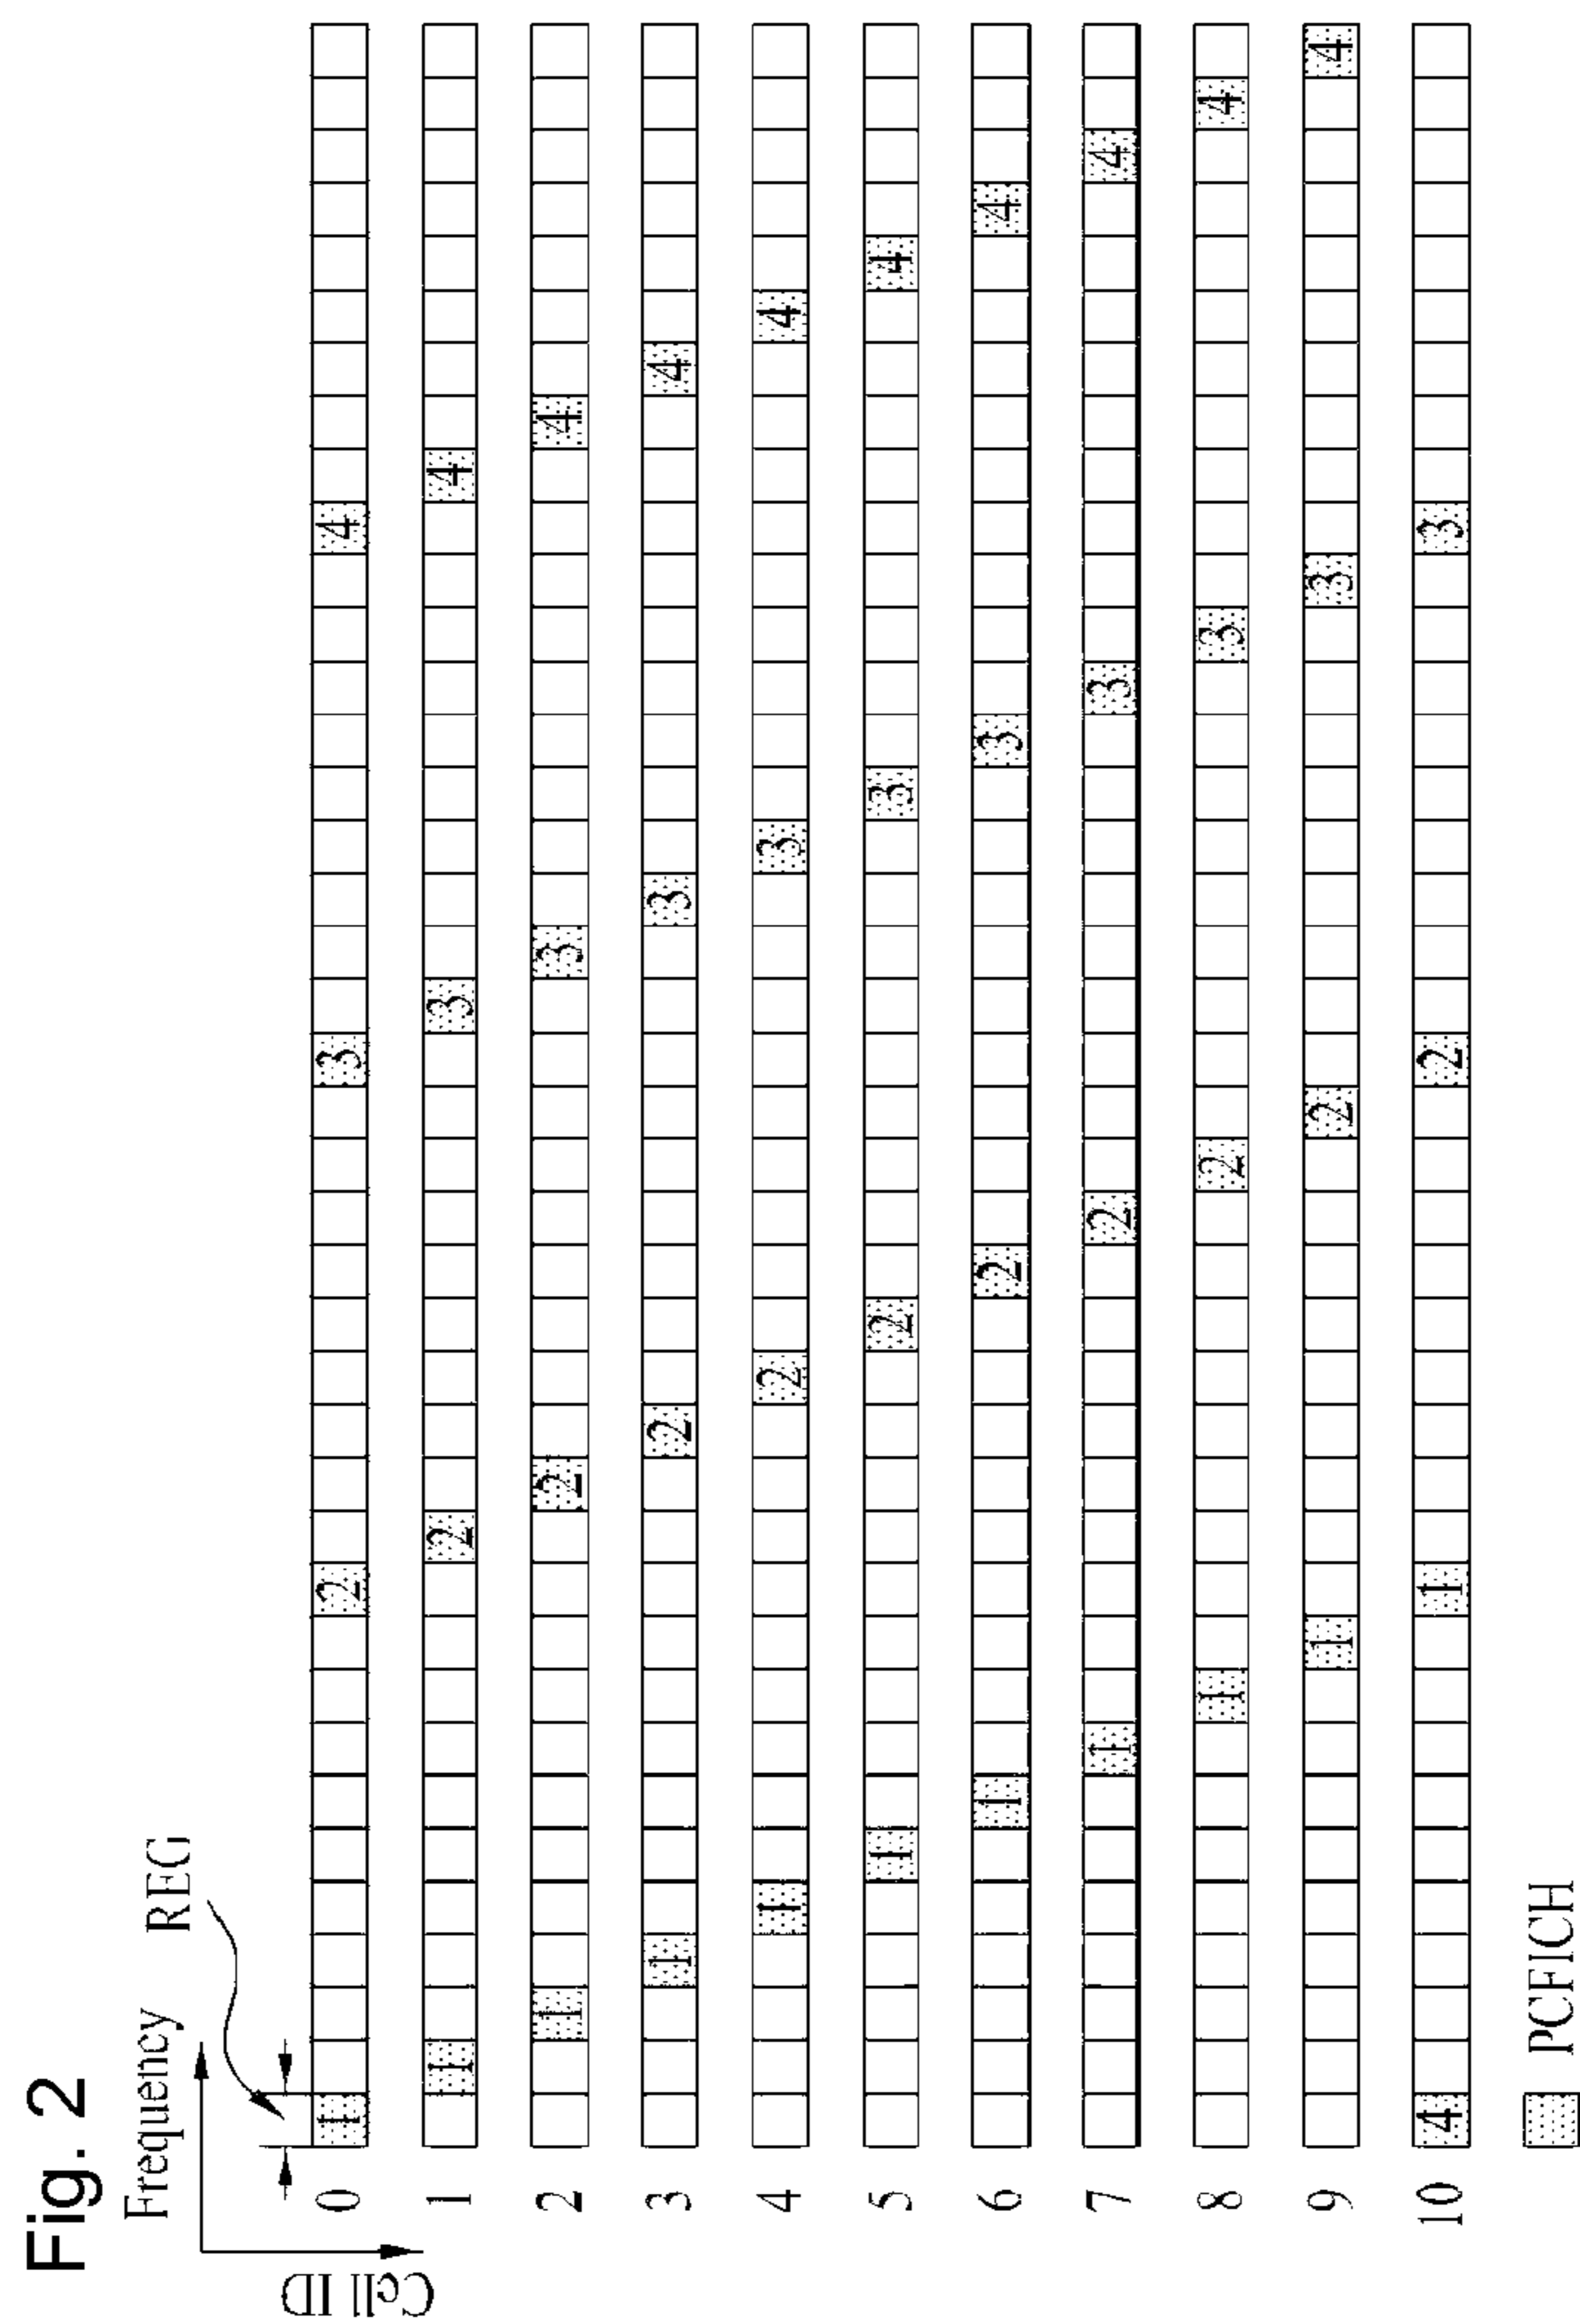 Fig. 2
Frequency
REG
Cell ID
0 1 2 3 4
1 1 2 3 4
2 1 2 3 4
3 1 2 3 4
4 1 2 3 4
5 1 2 3 4
6 1 2 3 4
7 1 2 3 4
8 1 2 3 4
9 1 2 3 4
10 4 1 2 3
PCFICH